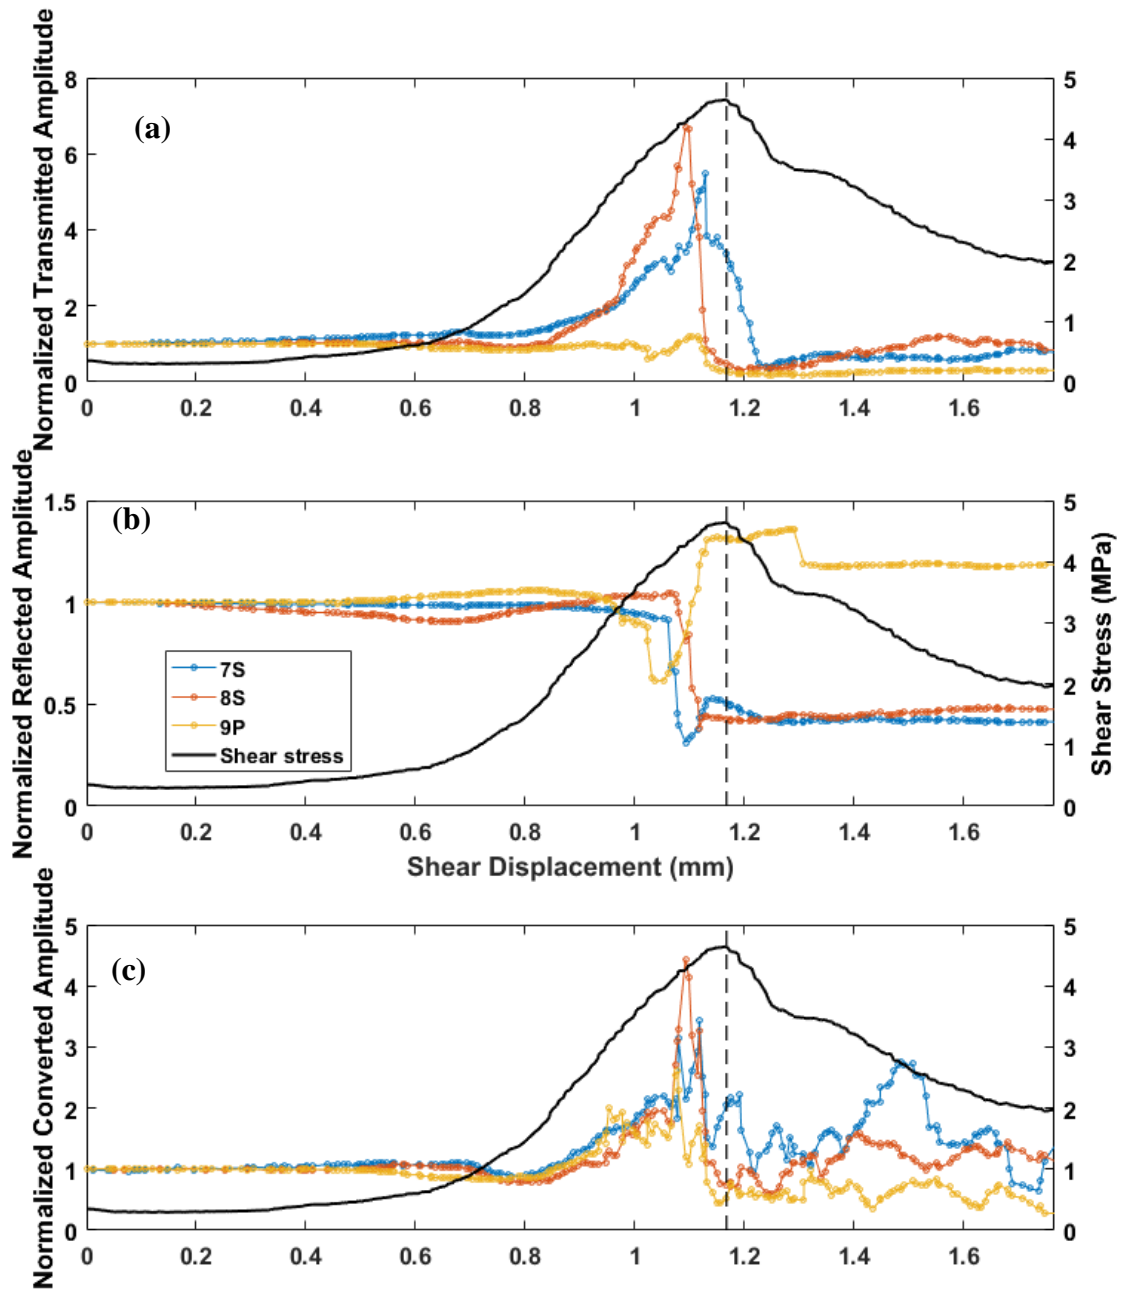 Normalized Transmitted Amplitude
(a)
8
6
4
2
0
5
4
3
2
1
0
0 0.2 0.4 0.6 0.8 1 1.2 1.4 1.6
Normalized Reflected Amplitude
(b)
1.5
1
0.5
0
7S
8S
9P
Shear stress
5
4
3
2
1
0
Shear Stress (MPa)
0 0.2 0.4 0.6 0.8 1 1.2 1.4 1.6
Shear Displacement (mm)
Normalized Converted Amplitude
(c)
5
4
3
2
1
0
5
4
3
2
1
0
0 0.2 0.4 0.6 0.8 1 1.2 1.4 1.6